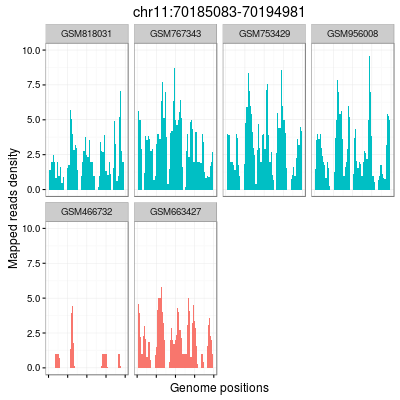 chr11:70185083-70194981
GSM818031 GSM767343 GSM753429 GSM956008
10.0
7.5
5.0
2.5
0.0
GSM466732 GSM663427
10.0
7.5
5.0
2.5
0.0
Mapped reads density
Genome positions